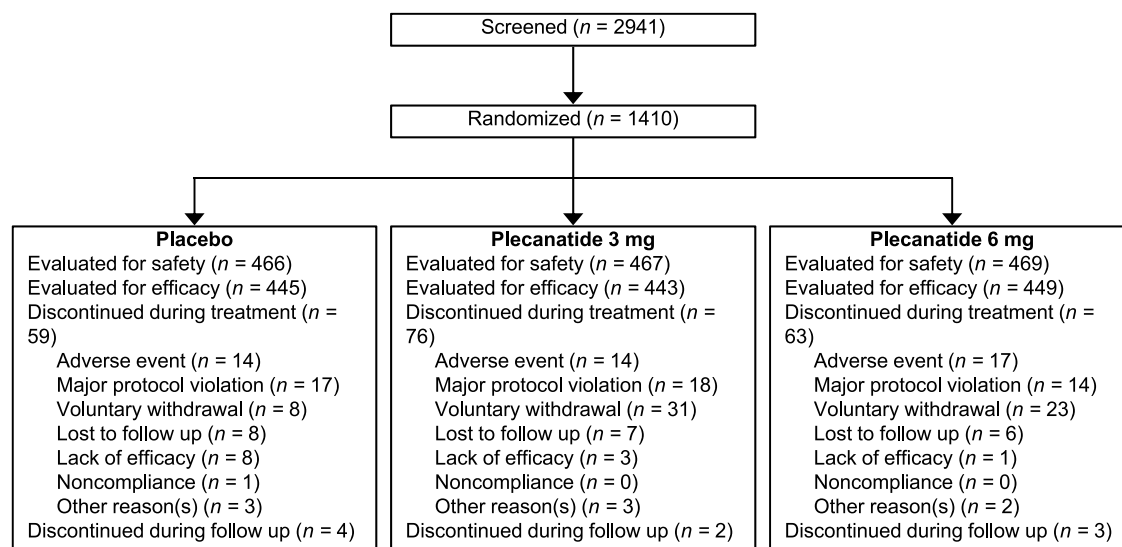 Screened (n = 2941)
Randomized (n = 1410)
Placebo
Evaluated for safety (n = 466)
Evaluated for efficacy (n = 445)
Discontinued during treatment (n =
59)
Adverse event (n = 14)
Major protocol violation (n = 17)
Voluntary withdrawal (n = 8)
Lost to follow up (n = 8)
Lack of efficacy (n = 8)
Noncompliance (n = 1)
Other reason(s) (n = 3)
Discontinued during follow up (n = 4)
Plecanatide 3 mg
Evaluated for safety (n = 467)
Evaluated for efficacy (n = 443)
Discontinued during treatment (n =
76)
Adverse event (n = 14)
Major protocol violation (n = 18)
Voluntary withdrawal (n = 31)
Lost to follow up (n = 7)
Lack of efficacy (n = 3)
Noncompliance (n = 0)
Other reason(s) (n = 3)
Discontinued during follow up (n = 2)
Plecanatide 6 mg
Evaluated for safety (n = 469)
Evaluated for efficacy (n = 449)
Discontinued during treatment (n =
63)
Adverse event (n = 17)
Major protocol violation (n = 14)
Voluntary withdrawal (n = 23)
Lost to follow up (n = 6)
Lack of efficacy (n = 1)
Noncompliance (n = 0)
Other reason(s) (n = 2)
Discontinued during follow up (n = 3)